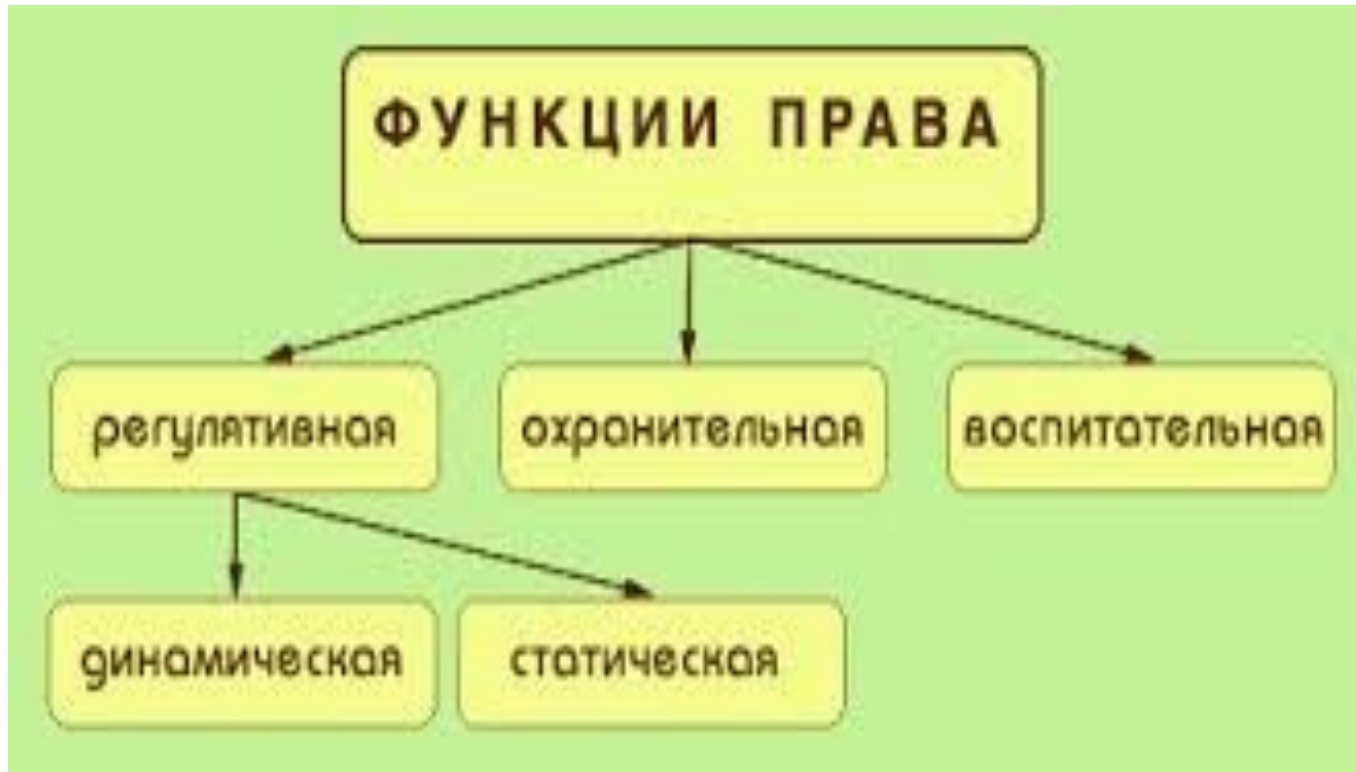 ФУНКЦИИ ПРАВА
регулятивная
охранительная
воспитательная
динамическая
статическая